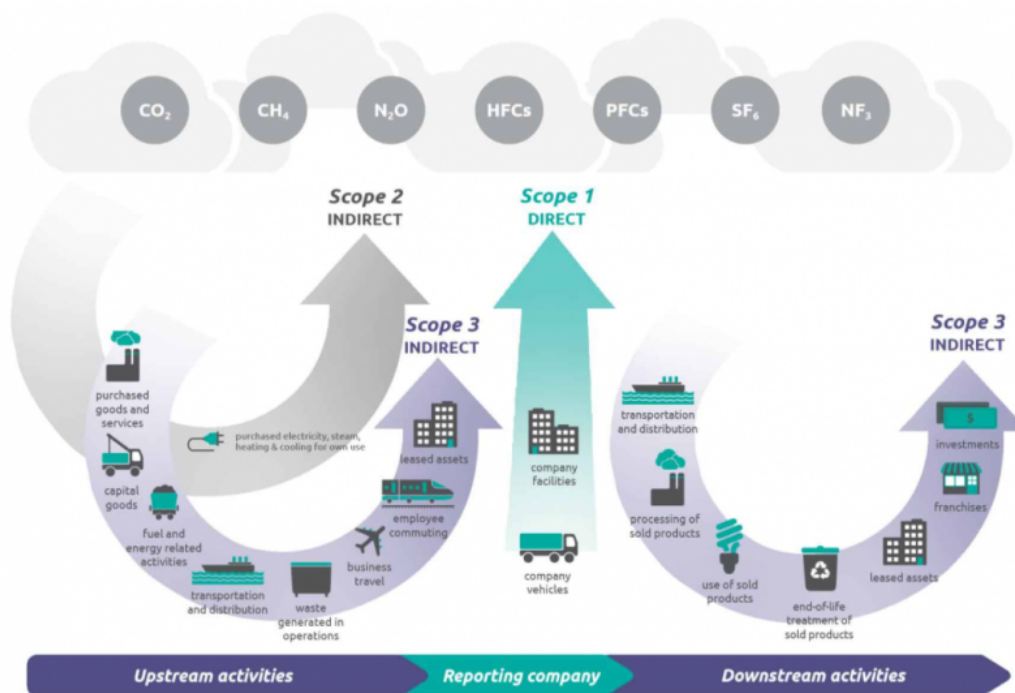 CO₂ CH₄ N₂O HFCs PFCs SF₆ NF₃
Scope 2
INDIRECT
Scope 1
DIRECT
Scope 3
INDIRECT
Scope 3
INDIRECT
purchased
goods and
services
capital
goods
fuel and
energy related
activities
transportation
and distribution
waste
generated in
operations
business
travel
employee
commuting
leased assets
purchased electricity, steam,
heating & cooling for own use
company
facilities
company
vehicles
transportation
and distribution
processing of
sold products
use of sold
products
end-of-life
treatment of
sold products
leased assets
franchises
investments
$
Upstream activities
Reporting company
Downstream activities